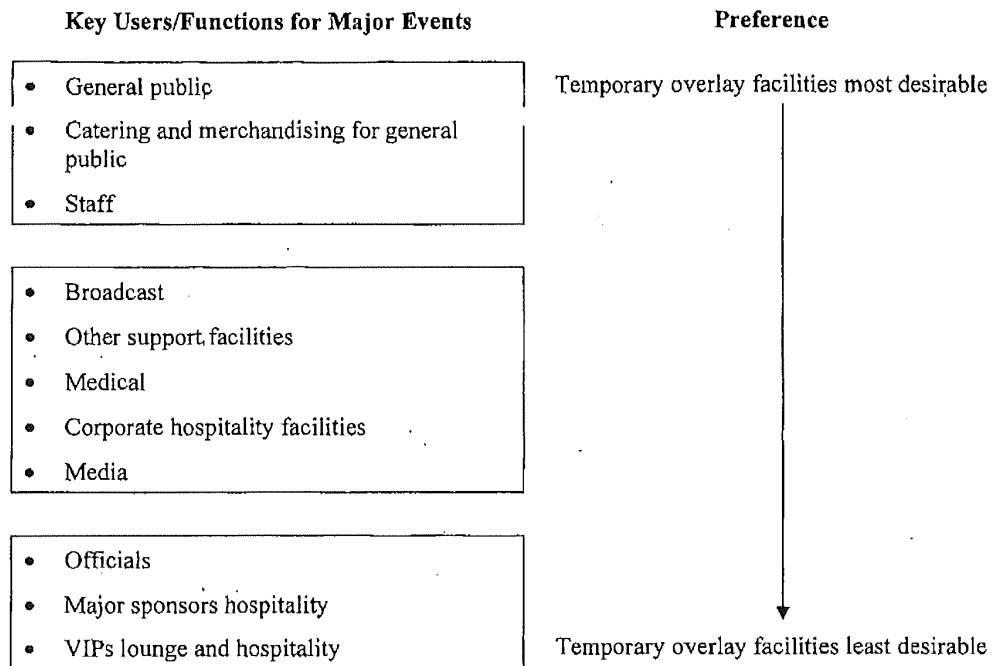 Key Users/Functions for Major Events
Preference
• General public
Temporary overlay facilities most desirable
• Catering and merchandising for general
public
• Staff
• Broadcast
• Other support facilities
• Medical
• Corporate hospitality facilities
• Media
• Officials
• Major sponsors hospitality
• VIPs lounge and hospitality
Temporary overlay facilities least desirable